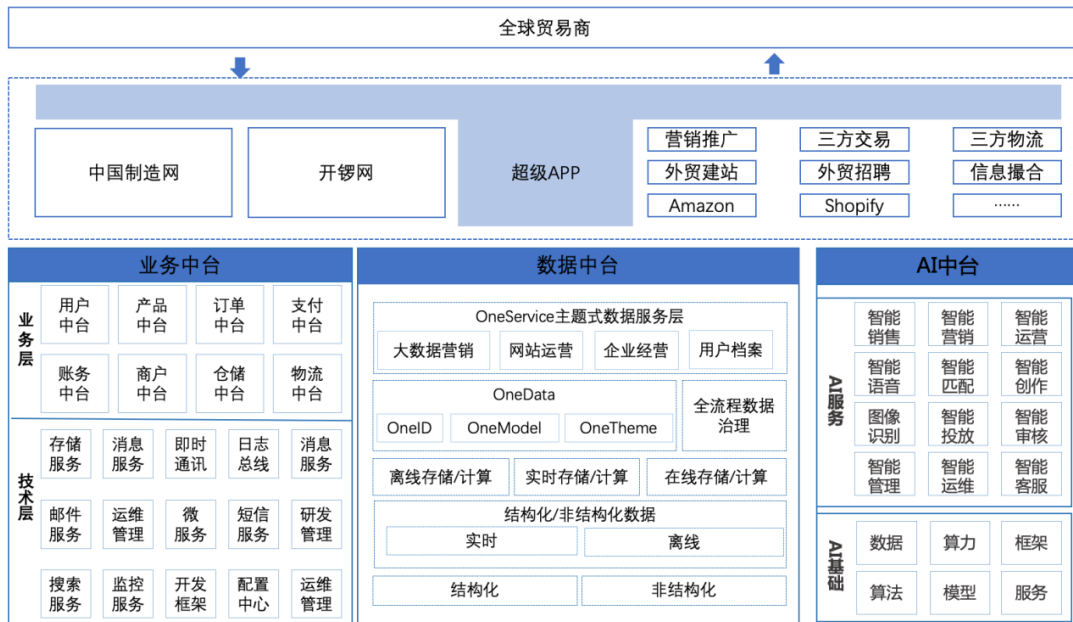 全球贸易商
中国制造网
开锣网
超级APP
营销推广
三方交易
三方物流
外贸建站
外贸招聘
信息撮合
Amazon
Shopify
……
业务中台
业务层
用户
中台
产品
中台
订单
中台
支付
中台
账务
中台
商户
中台
仓储
中台
物流
中台
技术层
存储
服务
消息
服务
即时
通讯
日志
总线
消息
服务
邮件
服务
运维
管理
微
服务
短信
服务
研发
管理
搜索
服务
监控
服务
开发
框架
配置
中心
运维
管理
数据中台
OneService主题式数据服务层
大数据营销
网站运营
企业经营
用户档案
OneData
OneID
OneModel
OneTheme
全流程数据
治理
离线存储/计算
实时存储/计算
在线存储/计算
结构化/非结构化数据
实时
离线
结构化
非结构化
AI中台
AI服务
智能
销售
智能
营销
智能
运营
智能
语音
智能
匹配
智能
创作
图像
识别
智能
投放
智能
审核
智能
管理
智能
运维
智能
客服
AI基础
数据
算力
框架
算法
模型
服务